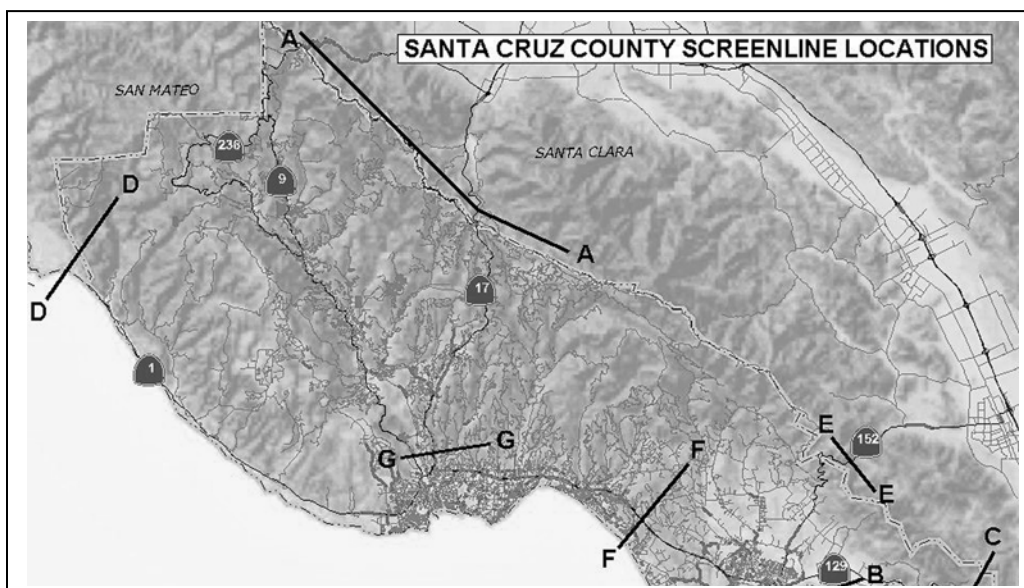 A
SANTA CRUZ COUNTY SCREENLINE LOCATIONS
SAN MATEO
236
SANTA CLARA
9
D
A
17
D
1
E
152
G
G
F
E
C
F
129
B